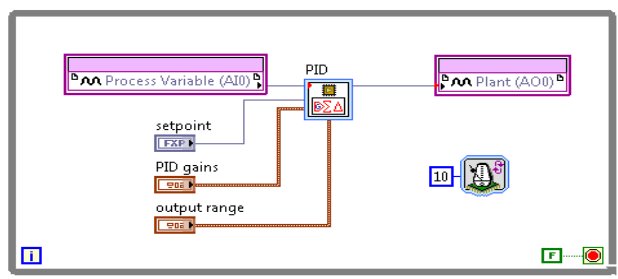 PID
Process Variable (AI0)
Plant (AO0)
setpoint
FXP
PID gains
10
output range
i
F